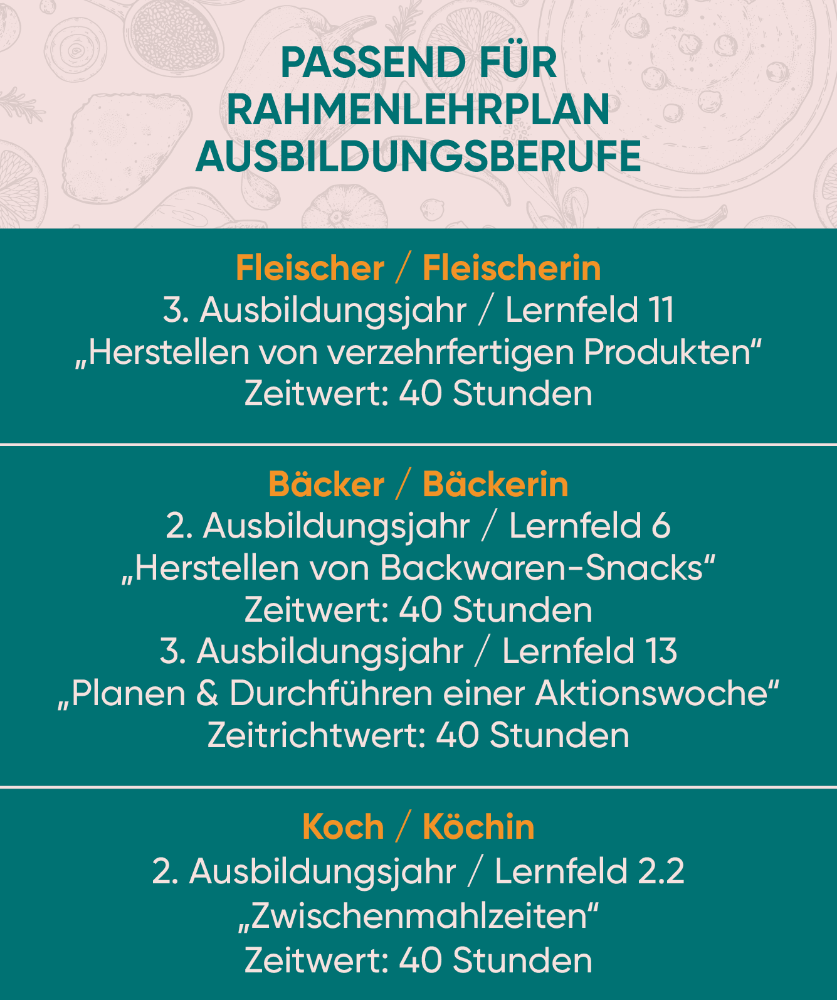 PASSEND FÜR
RAHMENLEHRPLAN
AUSBILDUNGSBERUFE
Fleischer / Fleischerin
3. Ausbildungsjahr / Lernfeld 11
„Herstellen von verzehrfertigen Produkten“
Zeitwert: 40 Stunden
Bäcker / Bäckerin
2. Ausbildungsjahr / Lernfeld 6
„Herstellen von Backwaren-Snacks“
Zeitwert: 40 Stunden
3. Ausbildungsjahr / Lernfeld 13
„Planen & Durchführen einer Aktionswoche“
Zeitrichtwert: 40 Stunden
Koch / Köchin
2. Ausbildungsjahr / Lernfeld 2.2
„Zwischenmahlzeiten“
Zeitwert: 40 Stunden